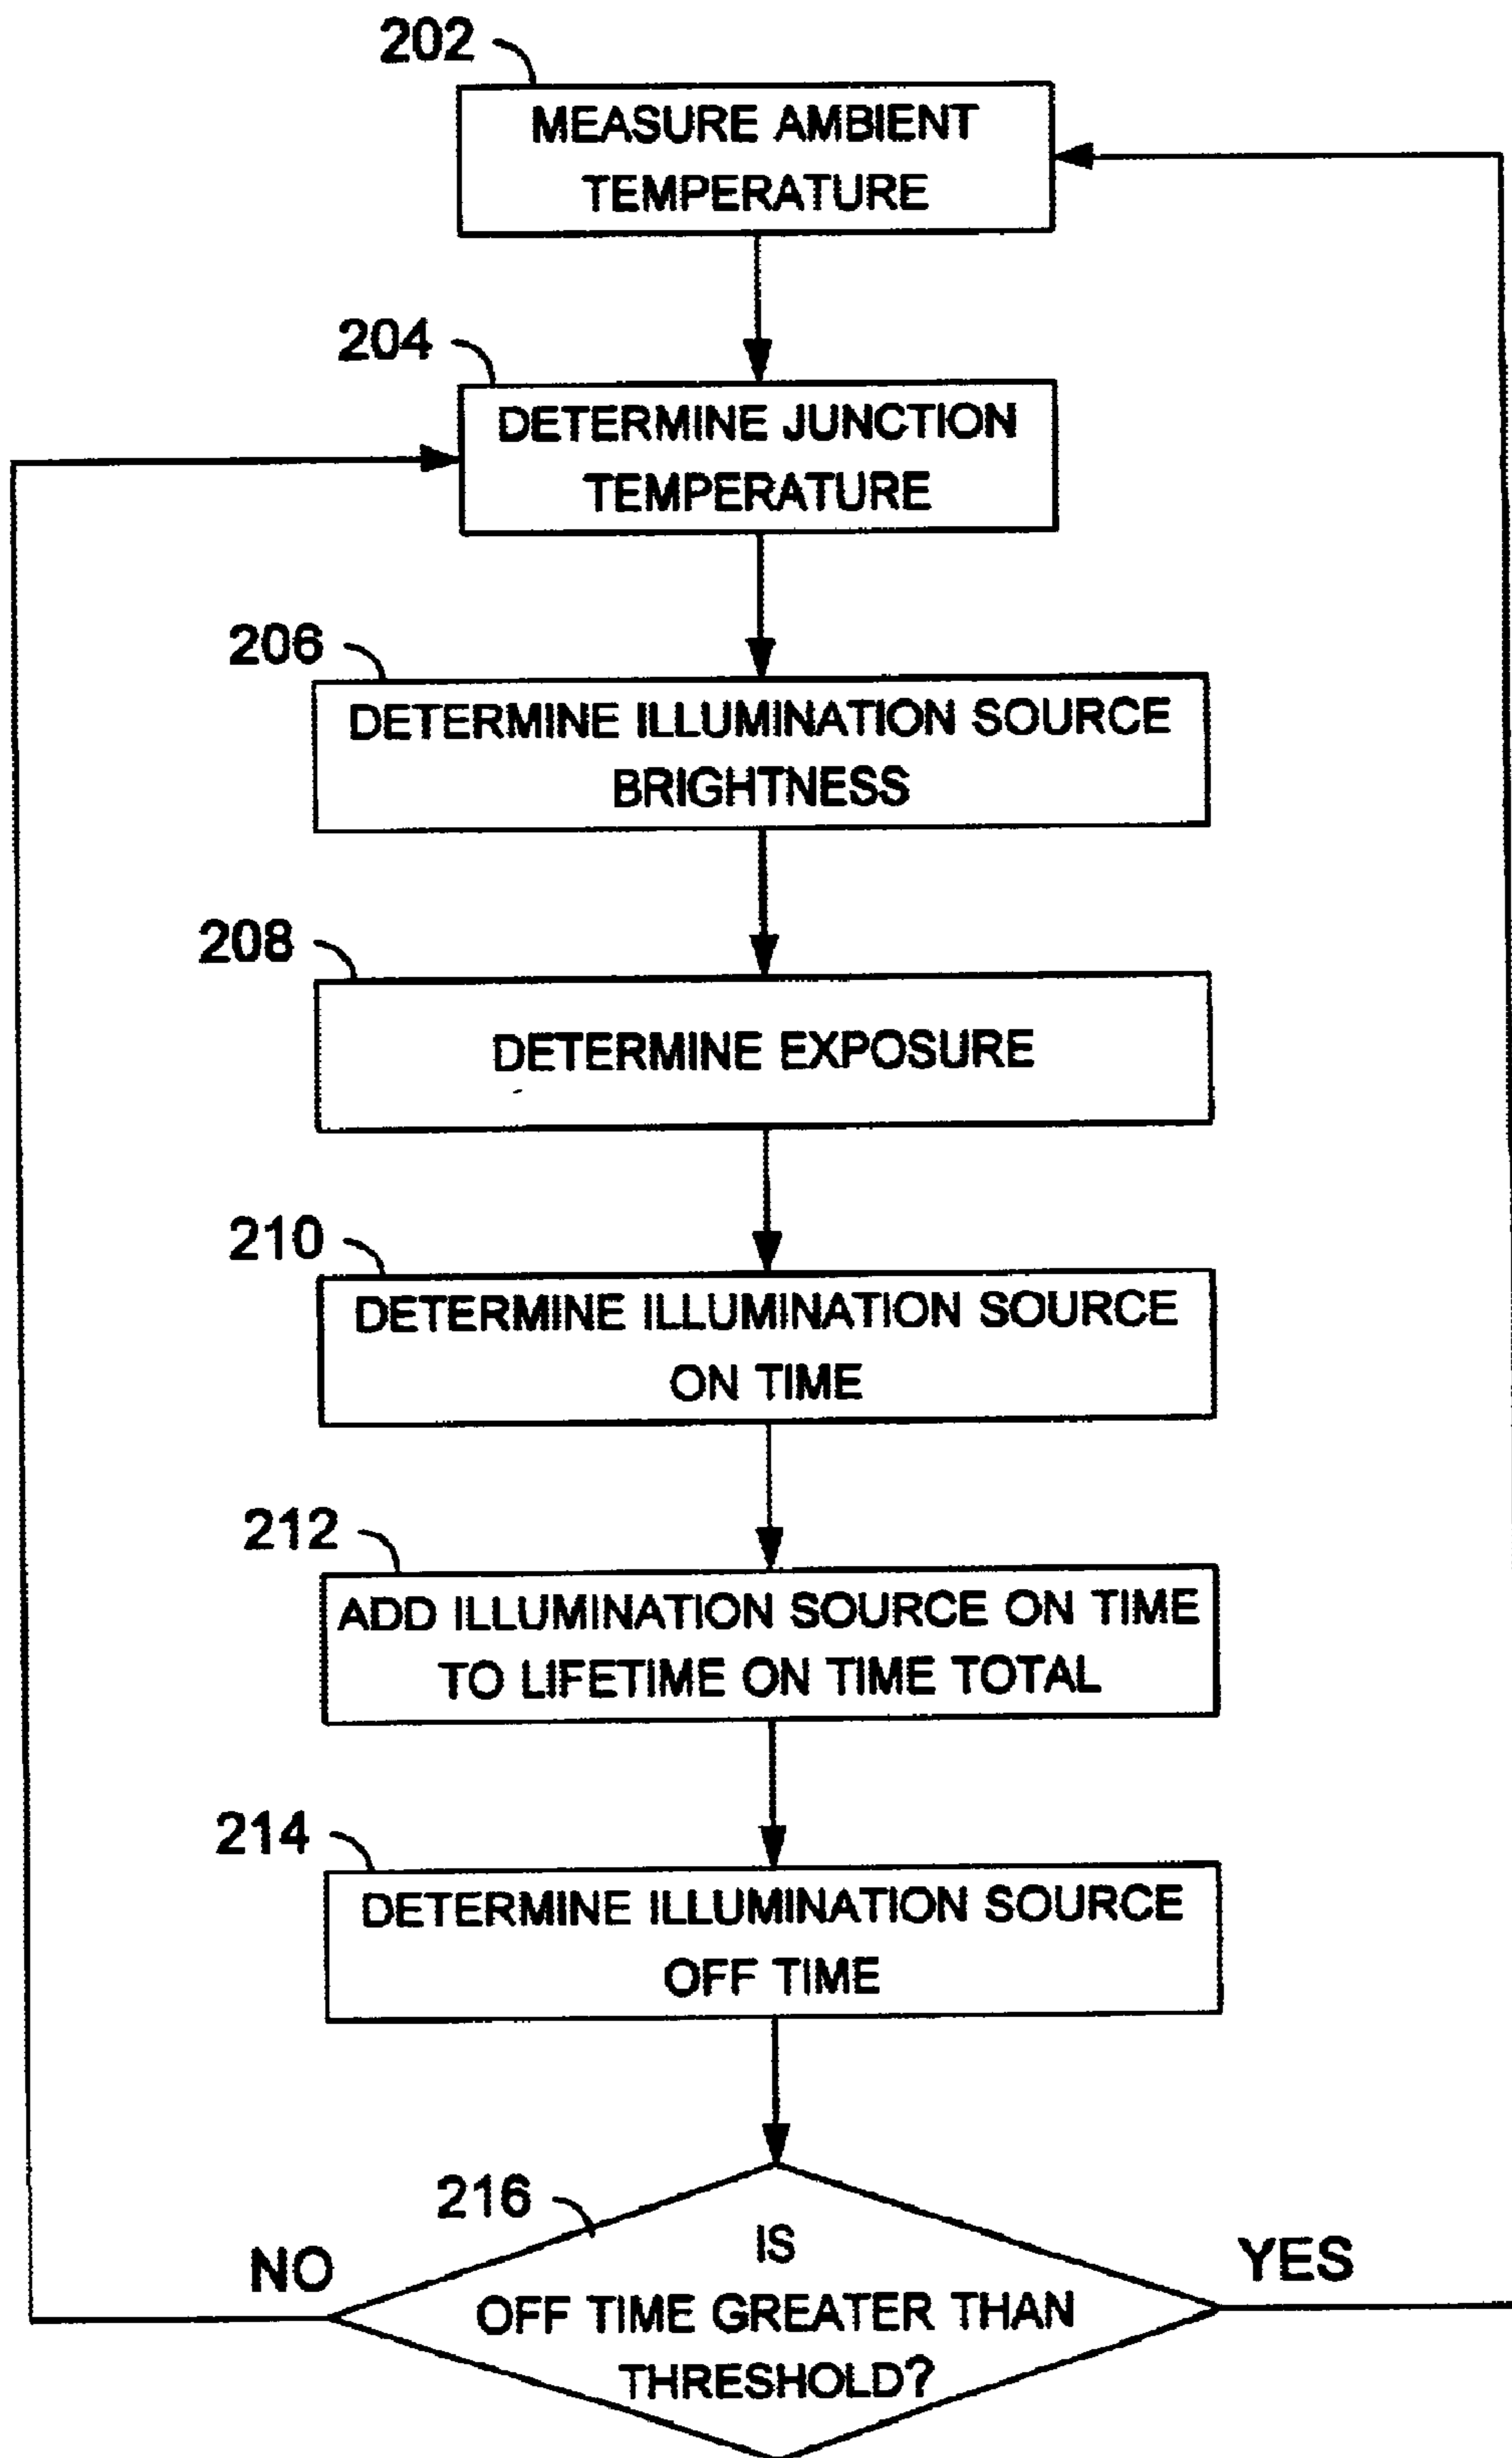 202
MEASURE AMBIENT
TEMPERATURE
204
DETERMINE JUNCTION
TEMPERATURE
206
DETERMINE ILLUMINATION SOURCE
BRIGHTNESS
208
DETERMINE EXPOSURE
210
DETERMINE ILLUMINATION SOURCE
ON TIME
212
ADD ILLUMINATION SOURCE ON TIME
TO LIFETIME ON TIME TOTAL
214
DETERMINE ILLUMINATION SOURCE
OFF TIME
216
IS
OFF TIME GREATER THAN
THRESHOLD?
NO
YES